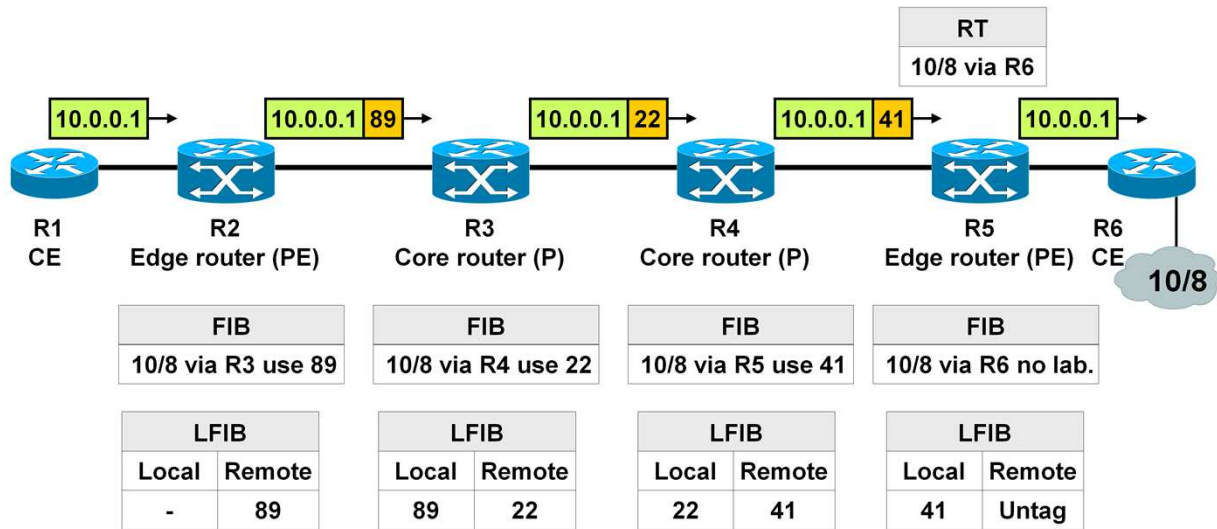 RT
10/8 via R6
10.0.0.1
10.0.0.1 89
10.0.0.1 22
10.0.0.1 41
10.0.0.1
R1
CE
R2
Edge router (PE)
R3
Core router (P)
R4
Core router (P)
R5
Edge router (PE)
R6
CE
10/8
FIB
10/8 via R3 use 89
FIB
10/8 via R4 use 22
FIB
10/8 via R5 use 41
FIB
10/8 via R6 no lab.
LFIB
Local Remote
- 89
LFIB
Local Remote
89 22
LFIB
Local Remote
22 41
LFIB
Local Remote
41 Untag